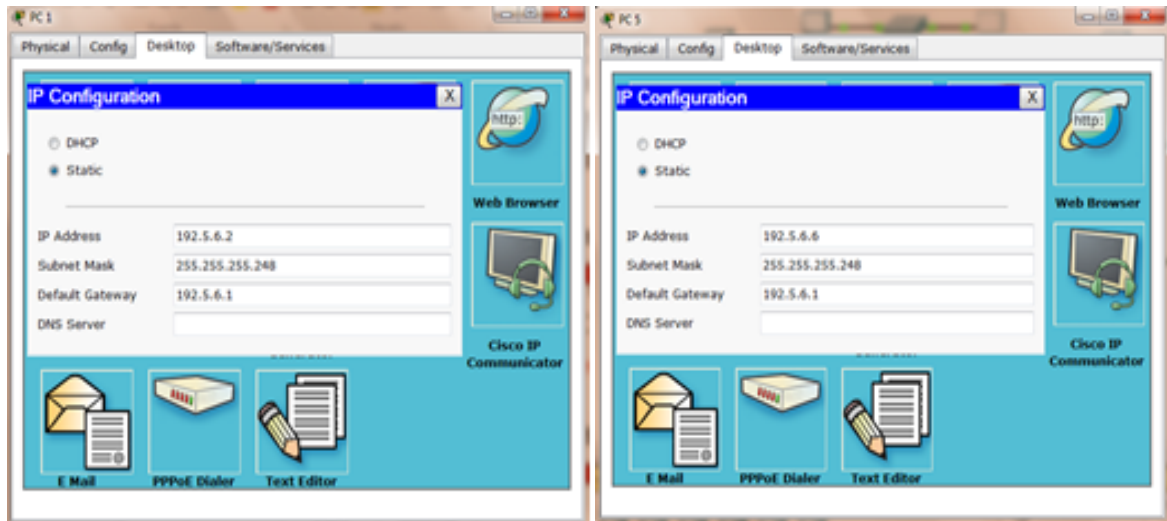 PC 1
Physical Config Desktop Software/Services
IP Configuration X
DHCP
Static
IP Address 192.5.6.2
Subnet Mask 255.255.255.248
Default Gateway 192.5.6.1
DNS Server
http:
Web Browser
Cisco IP
Communicator
E Mail PPPoE Dialer Text Editor
PC 5
Physical Config Desktop Software/Services
IP Configuration X
DHCP
Static
IP Address 192.5.6.6
Subnet Mask 255.255.255.248
Default Gateway 192.5.6.1
DNS Server
http:
Web Browser
Cisco IP
Communicator
E Mail PPPoE Dialer Text Editor